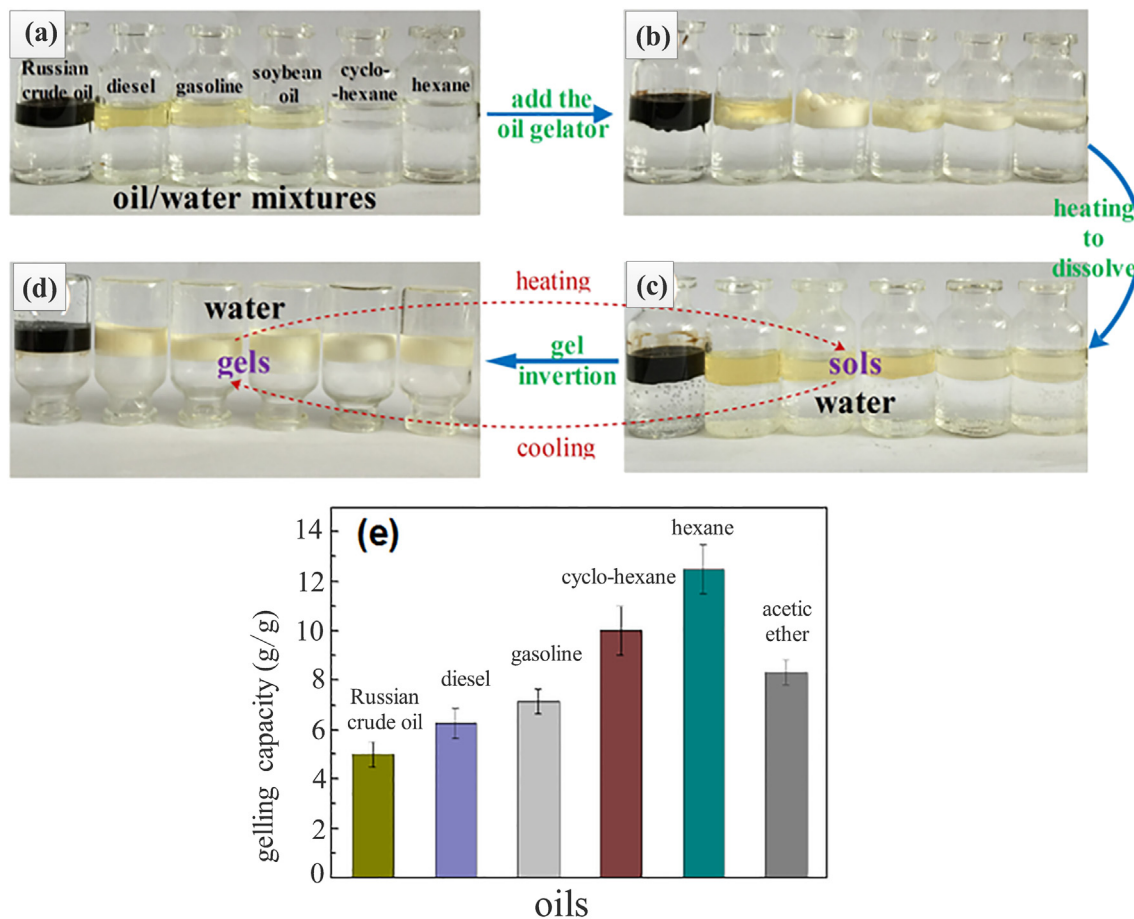 (a)
Russian
crude oil
diesel
gasoline
soybean
oil
cyclo-
-hexane
hexane
oil/water mixtures
add the
oil gelator
(b)
heating
to
dissolve
(c)
sols
water
gel
invertion
heating
cooling
(d)
water
gels
(e)
gelling capacity (g/g)
14
12
10
8
6
4
2
0
Russian
crude oil
diesel
gasoline
cyclo-hexane
hexane
acetic
ether
oils